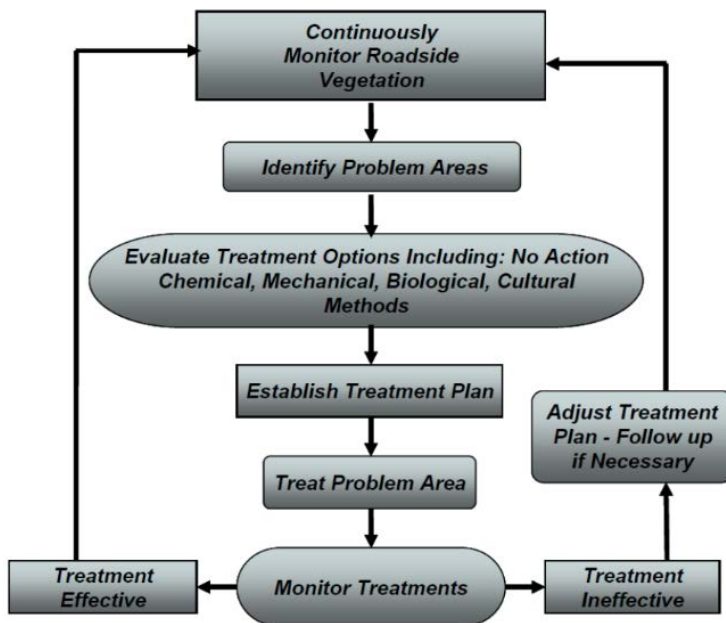 Continuously
Monitor Roadside
Vegetation
Identify Problem Areas
Evaluate Treatment Options Including: No Action
Chemical, Mechanical, Biological, Cultural
Methods
Establish Treatment Plan
Adjust Treatment
Plan - Follow up
if Necessary
Treat Problem Area
Treatment
Effective
Monitor Treatments
Treatment
Ineffective